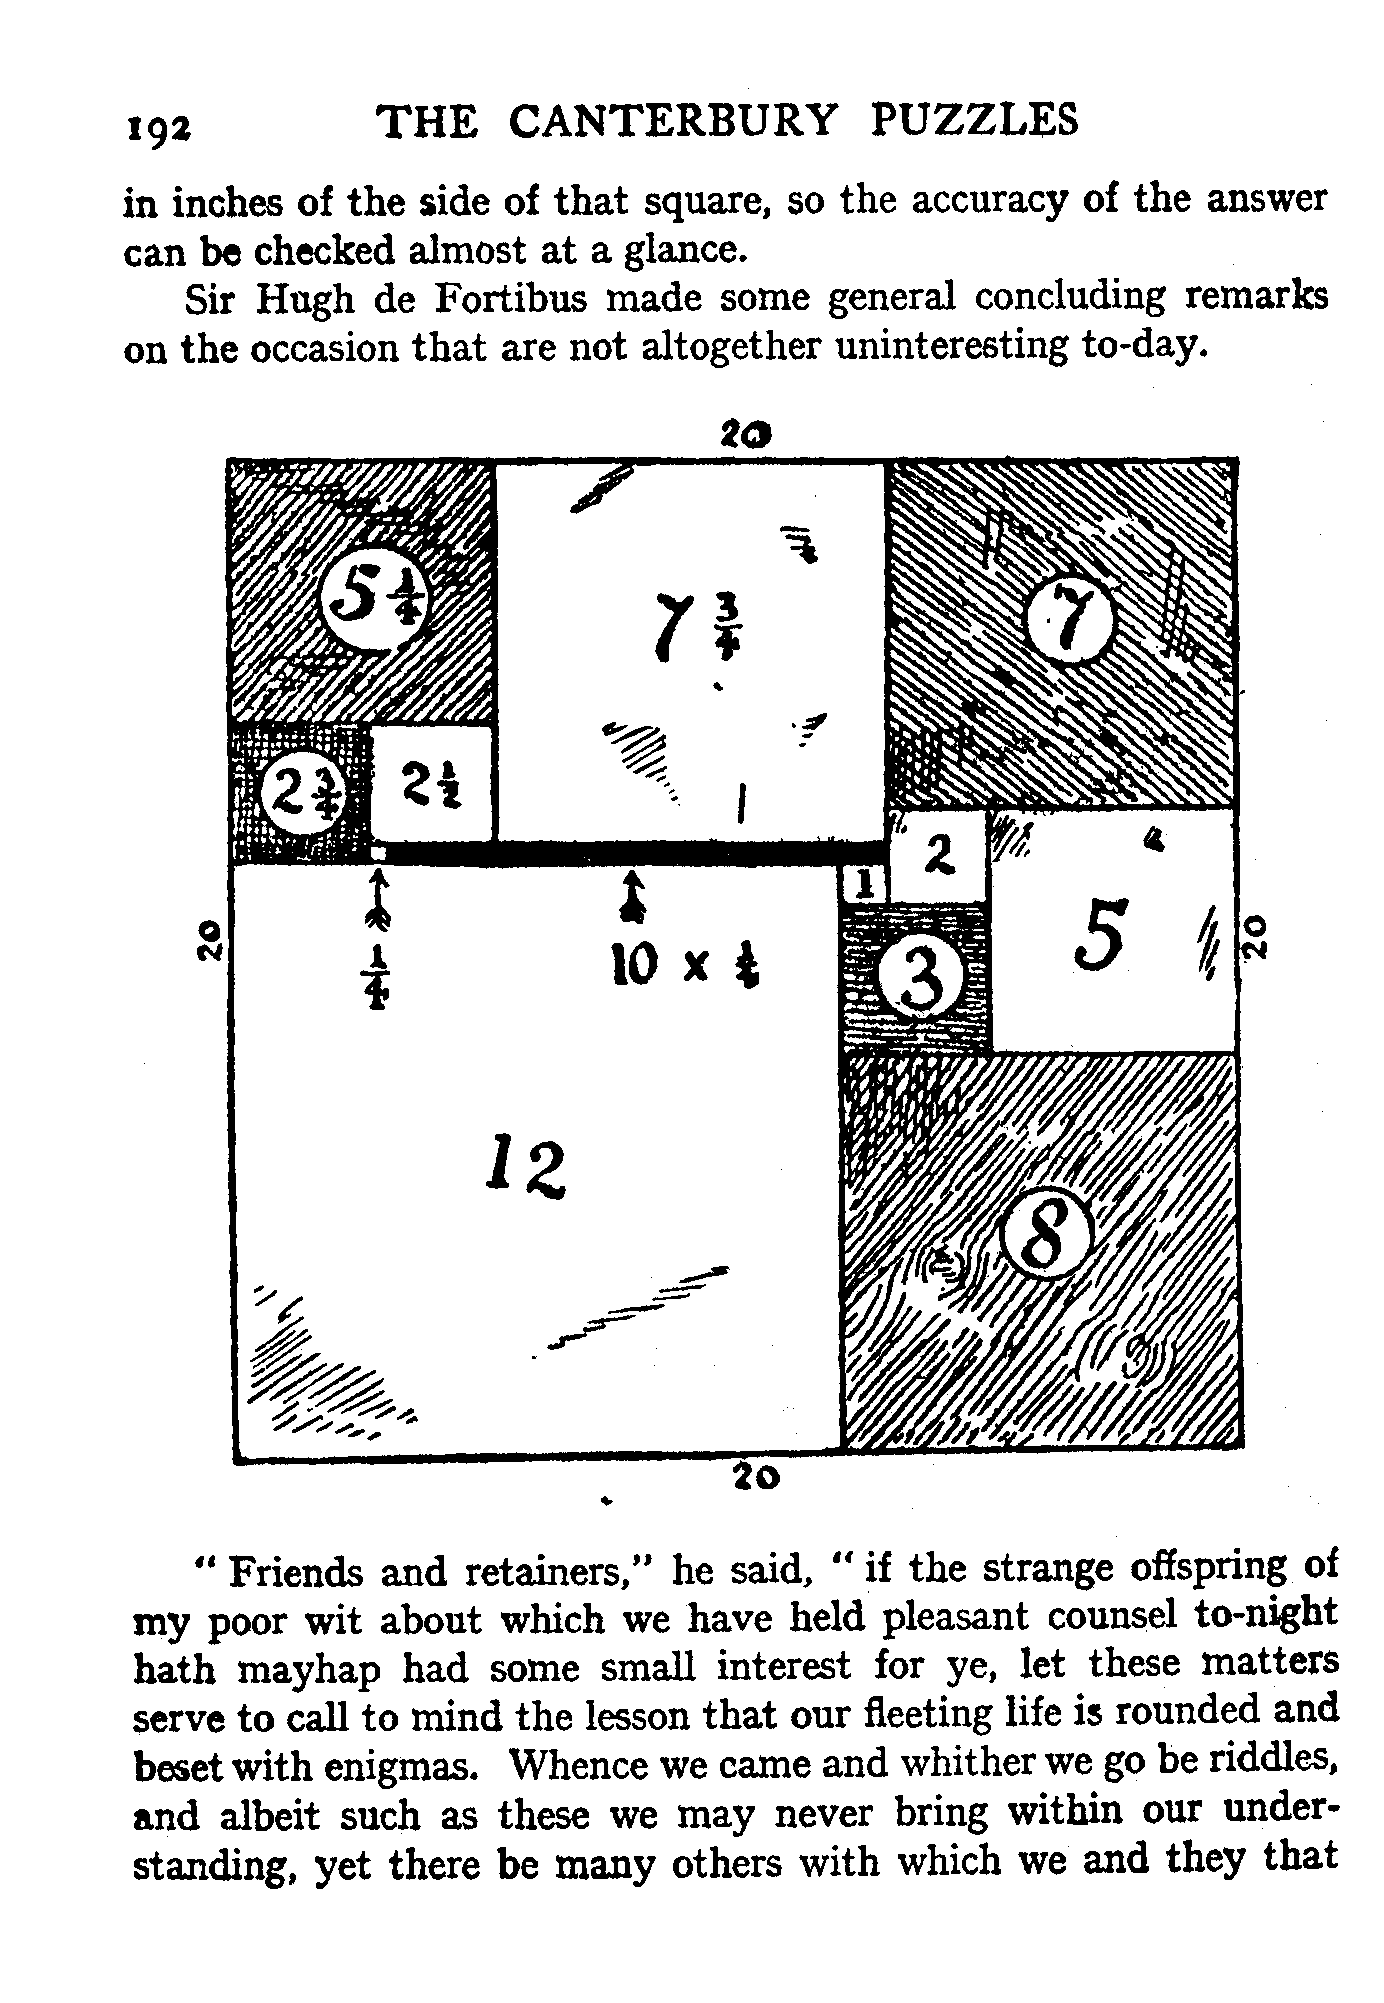 192 THE CANTERBURY PUZZLES
in inches of the side of that square, so the accuracy of the answer
can be checked almost at a glance.
Sir Hugh de Fortibus made some general concluding remarks
on the occasion that are not altogether uninteresting to-day.
20
5 1/4
7 3/4
7
2 3/4
2 1/2
2
1
5
20
20
1/4
10 x 1/4
3
12
8
20
“ Friends and retainers,” he said, “ if the strange offspring of
my poor wit about which we have held pleasant counsel to-night
hath mayhap had some small interest for ye, let these matters
serve to call to mind the lesson that our fleeting life is rounded and
beset with enigmas. Whence we came and whither we go be riddles,
and albeit such as these we may never bring within our under-
standing, yet there be many others with which we and they that